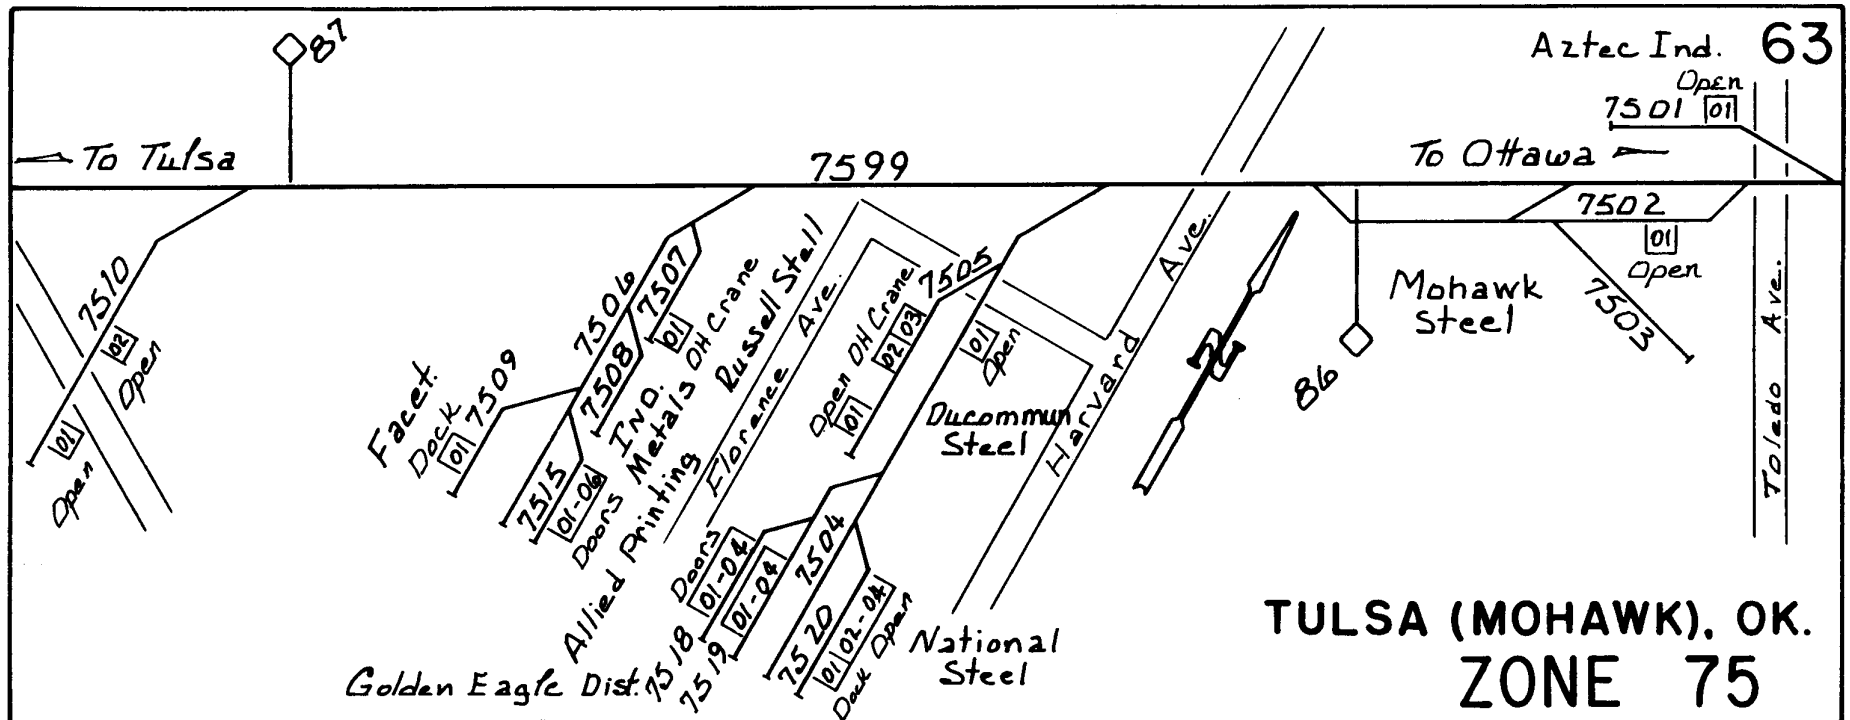 87
Aztec Ind.
63
Open
7501 01
To Tulsa
7599
To Ottawa
7502
01
Open
7503
Mohawk
Steel
86
Toledo Ave.
7510
02
Open
01
Open
Facet.
Dock
01
7509
7506
7507
01
7508
7515
01-06
Doors
IND.
Metals OH Crane
Allied Printing
Russell Stell
Florence Ave.
Open OH Crane
01
02 03
7505
01
Open
Ducommun
Steel
Harvard Ave.
N
Doors
01-04
01-04
7504
7518
7519
7520
01 02-04
Dock Open
National
Steel
Golden Eagle Dist.
TULSA (MOHAWK), OK.
ZONE 75